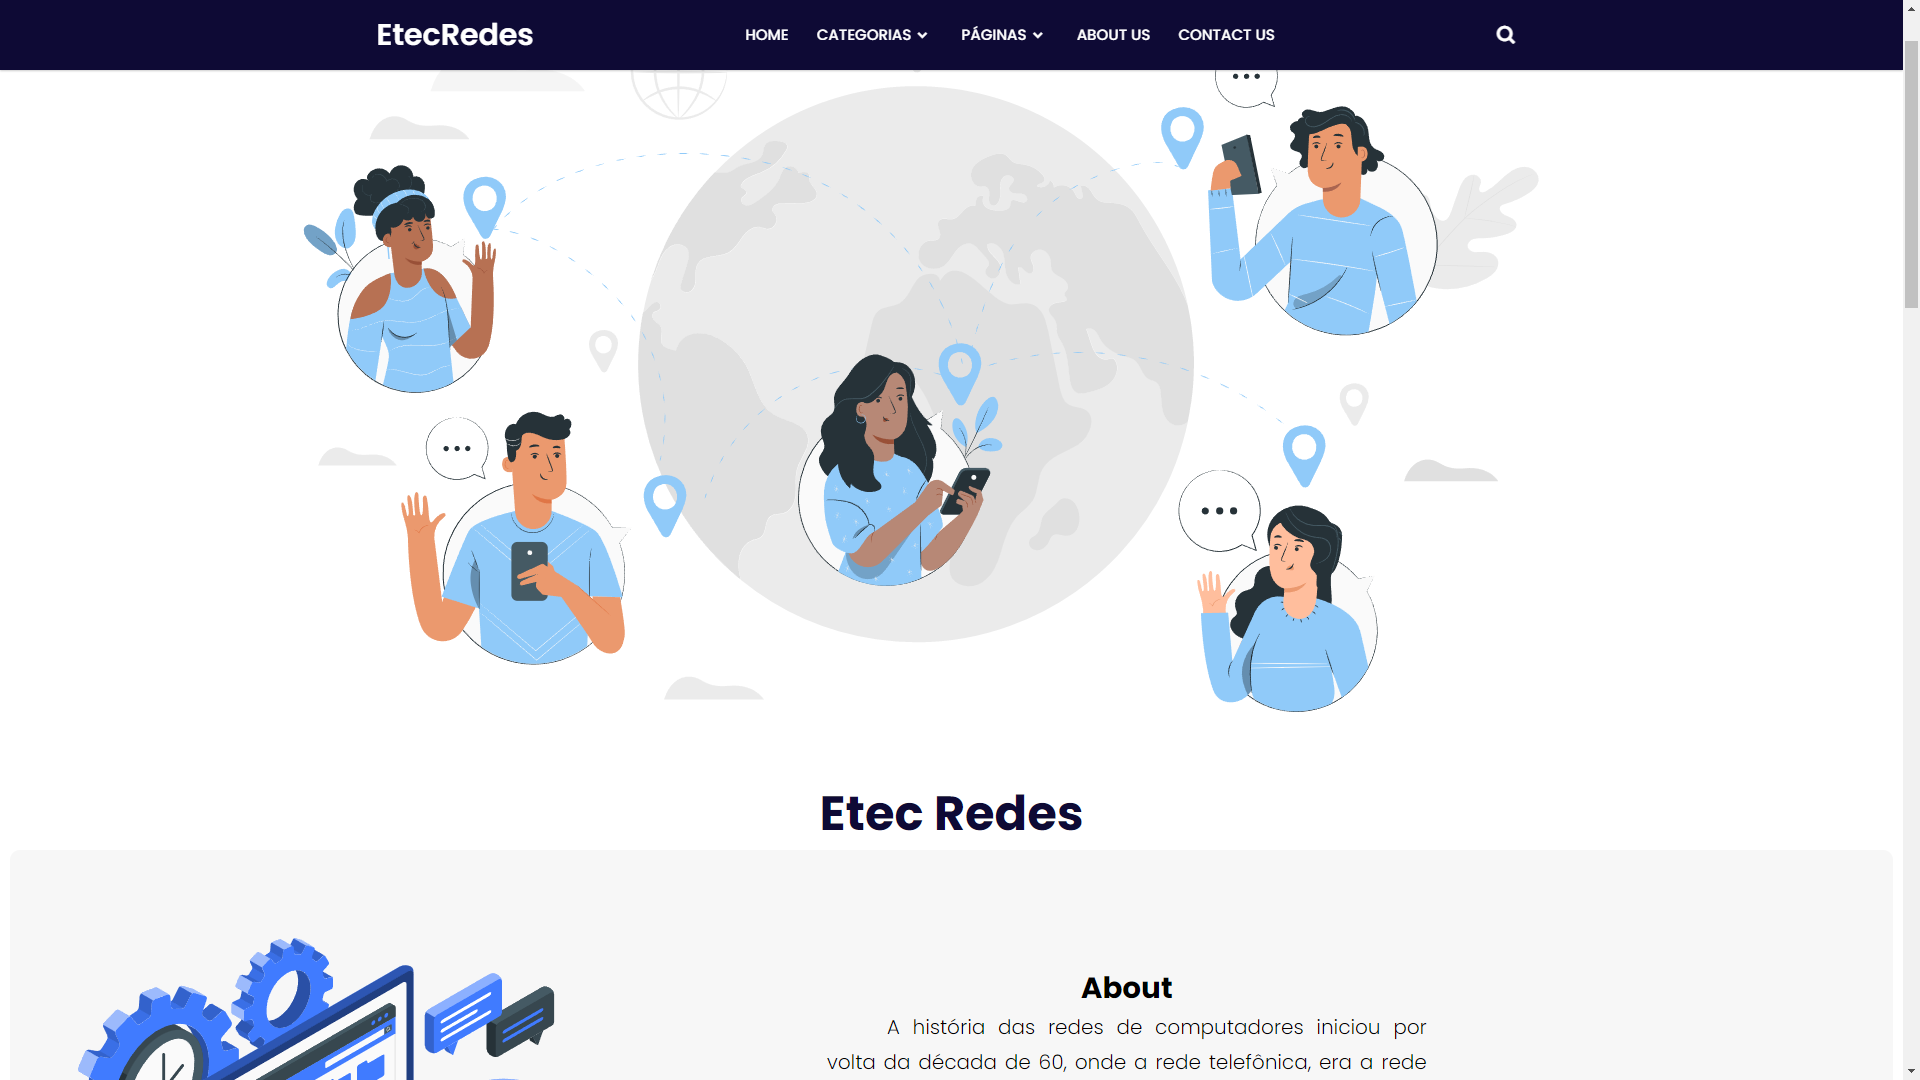 EtecRedes
HOME CATEGORIAS PÁGINAS ABOUT US CONTACT US
Etec Redes
About
A história das redes de computadores iniciou por
volta da década de 60, onde a rede telefônica, era a rede